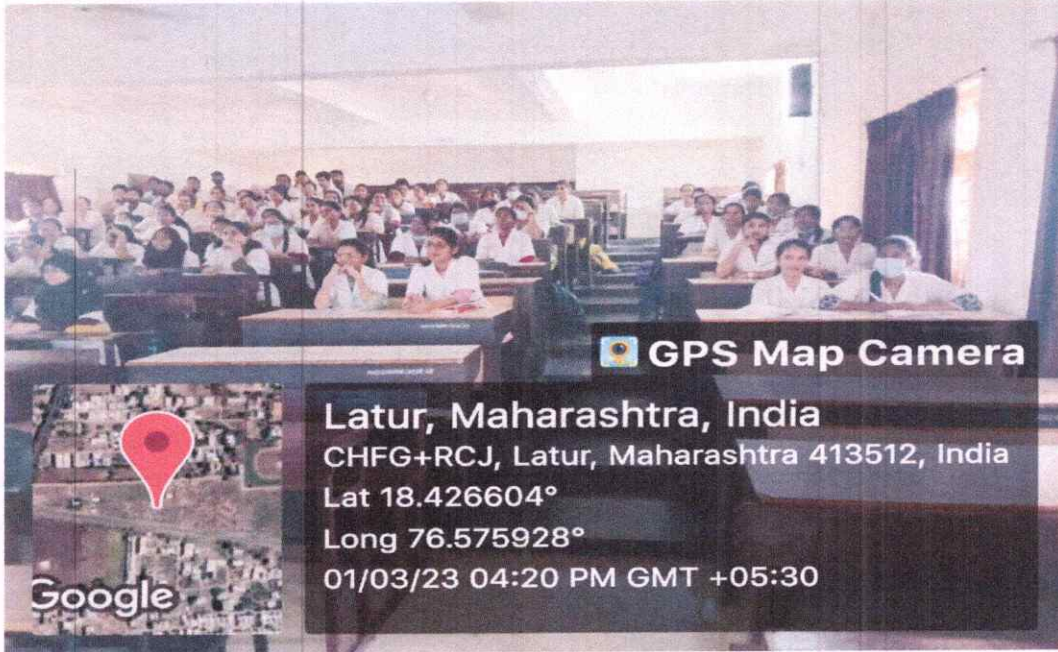 GPS Map Camera
Latur, Maharashtra, India
CHFG+RCJ, Latur, Maharashtra 413512, India
Lat 18.426604°
Long 76.575928°
01/03/23 04:20 PM GMT +05:30
Google